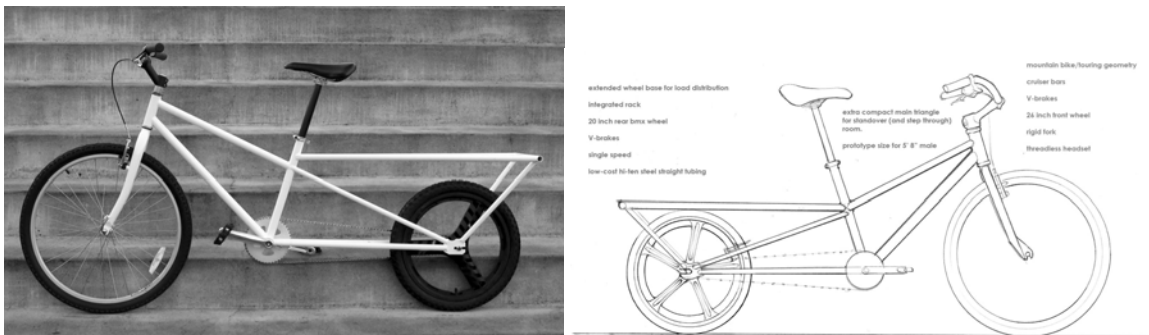 extended wheel base for load distribution
integrated rack
20 inch rear bmx wheel
V-brakes
single speed
low-cost hi-ten steel straight tubing
extra compact main triangle
for standover (and step through)
room.
prototype size for 5' 8" male
mountain bike/touring geometry
cruiser bars
V-brakes
26 inch front wheel
rigid fork
threadless headset